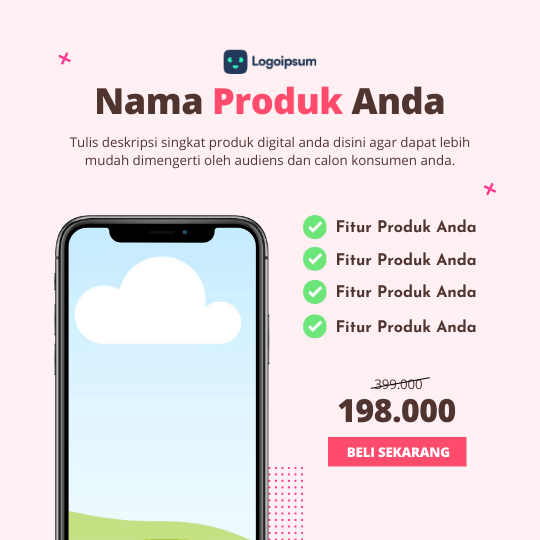 Logoipsum
Nama Produk Anda
Tulis deskripsi singkat produk digital anda disini agar dapat lebih
mudah dimengerti oleh audiens dan calon konsumen anda.
Fitur Produk Anda
Fitur Produk Anda
Fitur Produk Anda
Fitur Produk Anda
399.000
198.000
BELI SEKARANG